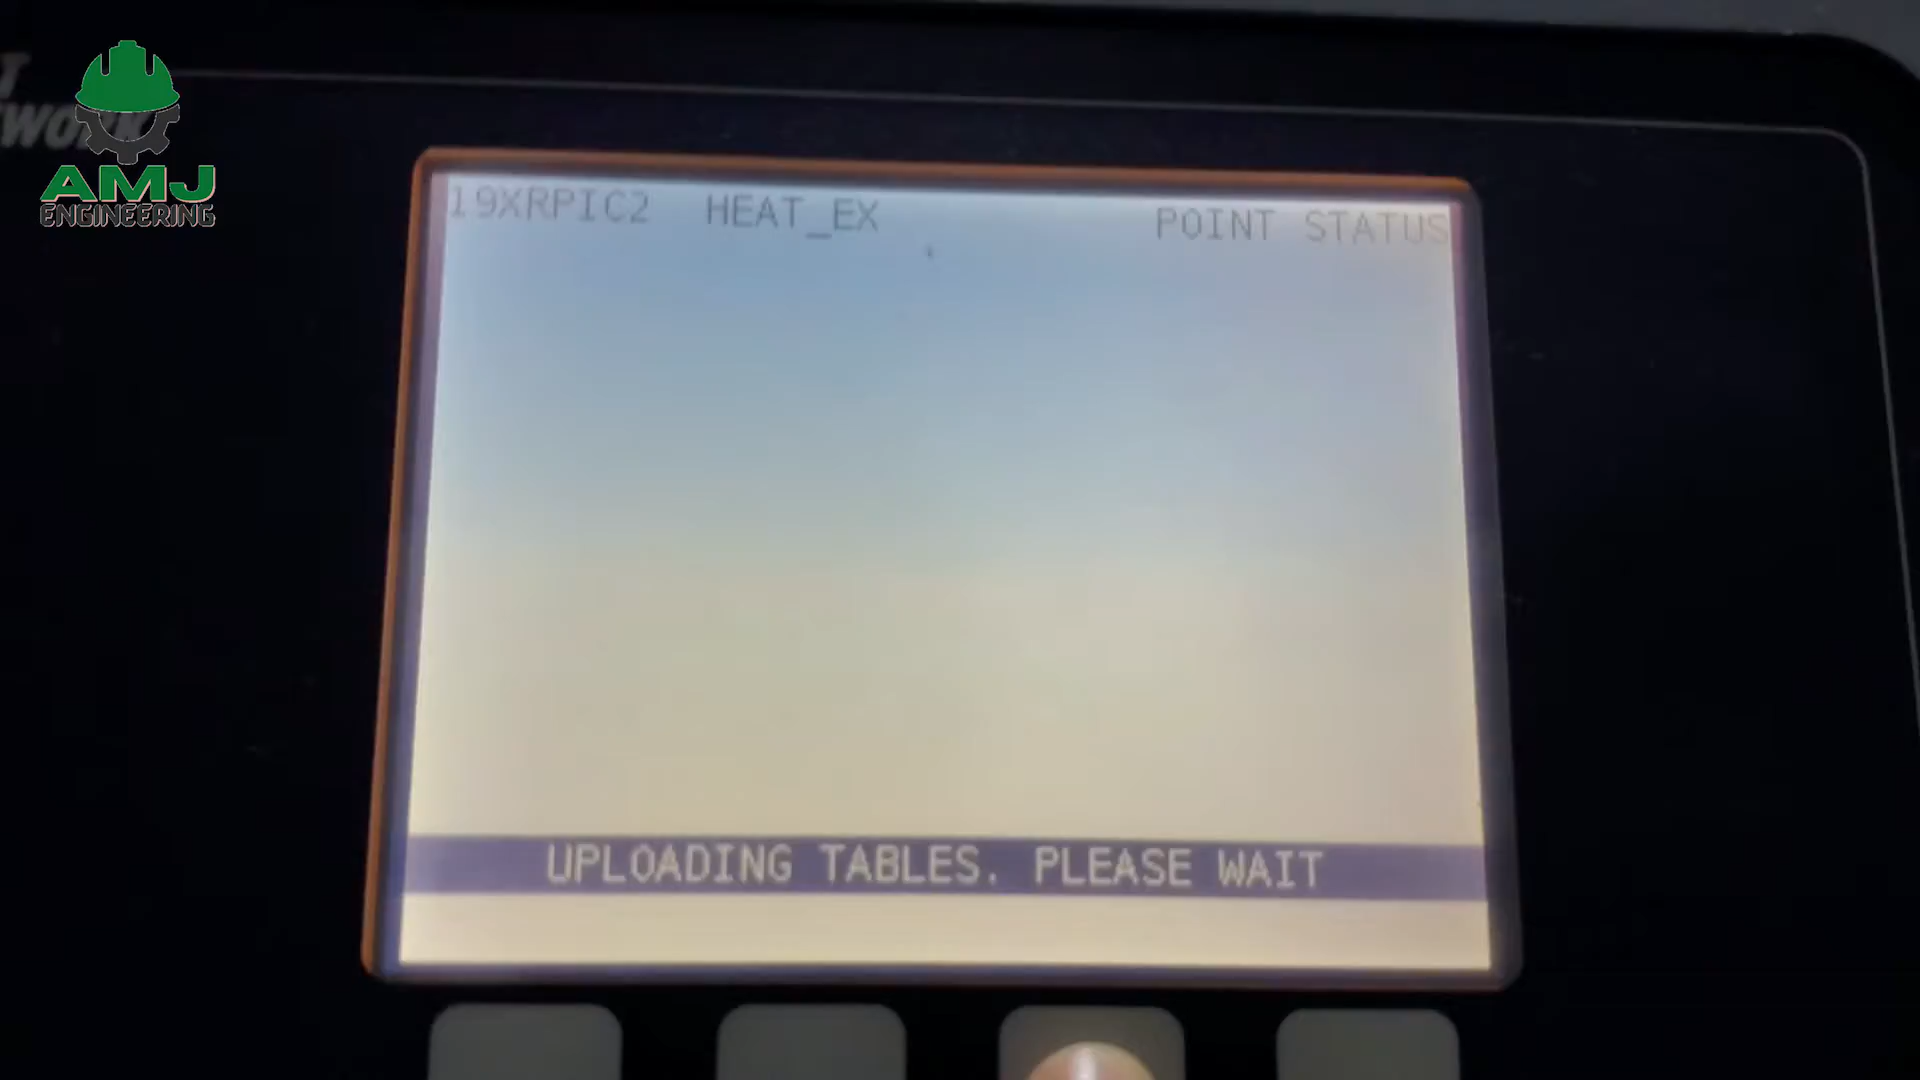 AMJ
ENGINEERING
19XRPIC2 HEAT_EX POINT STATUS
UPLOADING TABLES. PLEASE WAIT